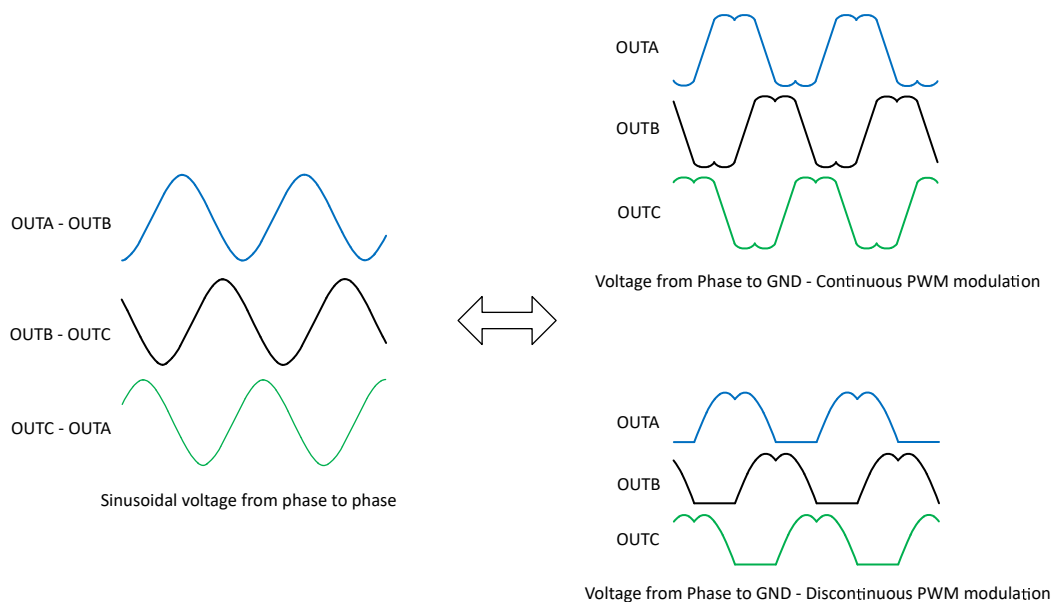 OUTA - OUTB
OUTB - OUTC
OUTC - OUTA
Sinusoidal voltage from phase to phase
OUTA
OUTB
OUTC
Voltage from Phase to GND - Continuous PWM modulation
OUTA
OUTB
OUTC
Voltage from Phase to GND - Discontinuous PWM modulation